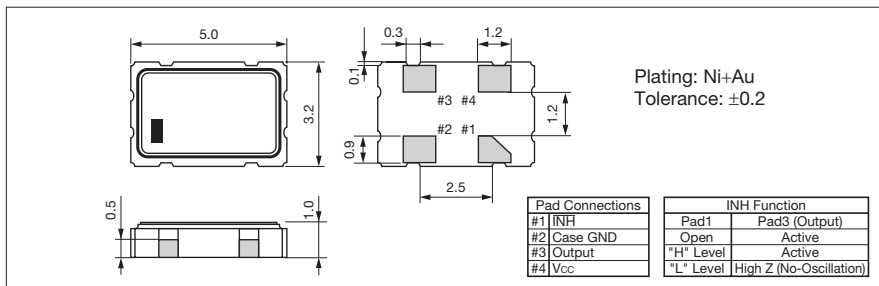 5.0
3.2
0.5
1.0
0.3
1.2
0.1
#3 #4
#2 #1
1.2
0.9
2.5
Plating: Ni+Au
Tolerance: ±0.2
Pad Connections
#1 I̅N̅H̅
#2 Case GND
#3 Output
#4 Vcc
INH Function
Pad1 Pad3 (Output)
Open Active
"H" Level Active
"L" Level High Z (No-Oscillation)